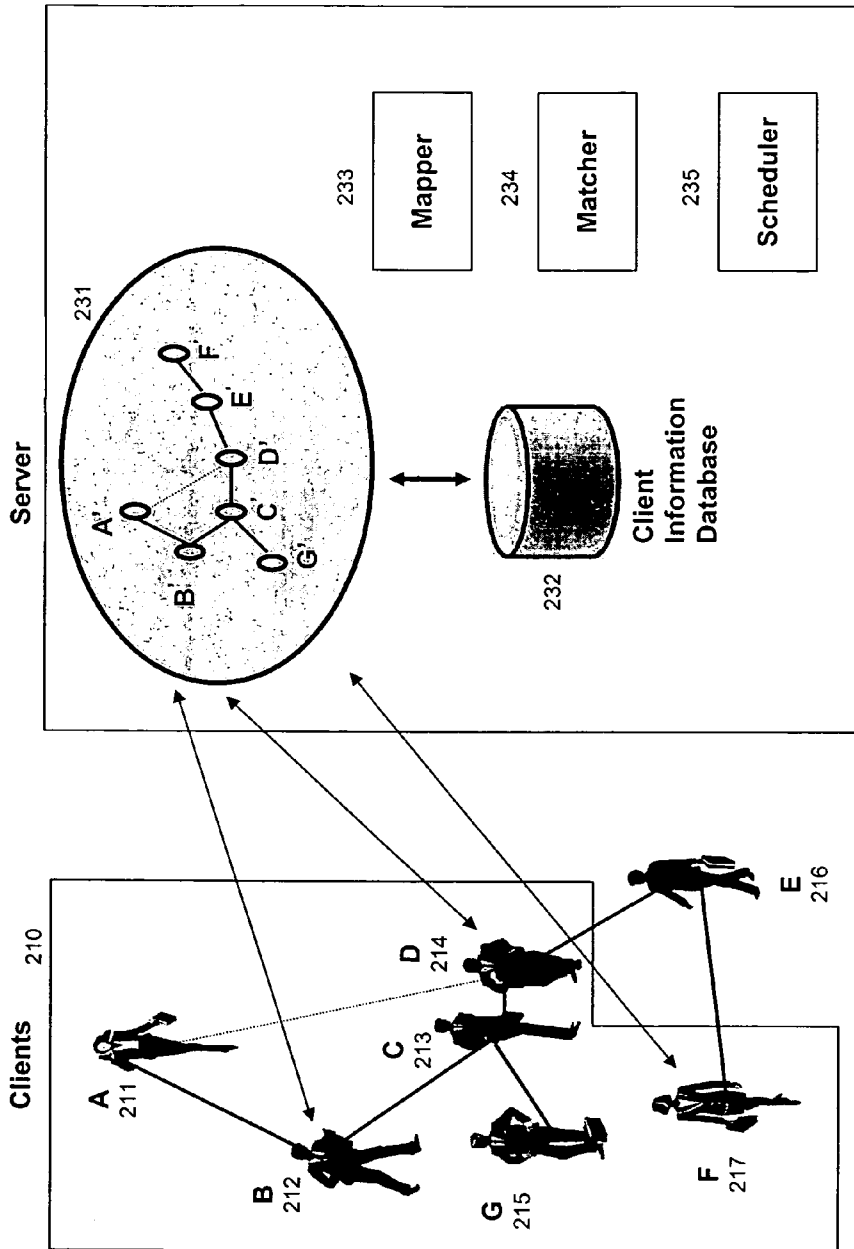 Clients 210
A
211
B
212
C
213
D
214
G
215
E
216
F
217
Server
231
A'
B'
C'
D'
'E
F'
G'
232
Client
Information
Database
233
Mapper
234
Matcher
235
Scheduler